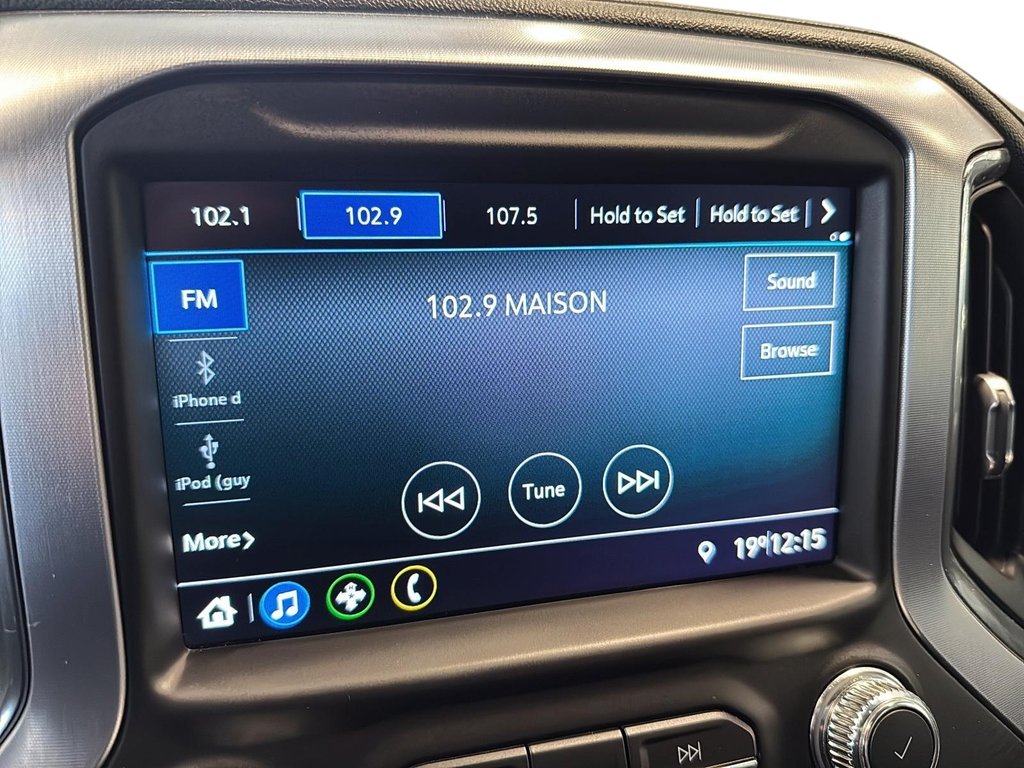 102.1 102.9 107.5 Hold to Set Hold to Set
FM
102.9 MAISON
Sound
Browse
iPhone d
iPod (guy
Tune
More
19° 12:15